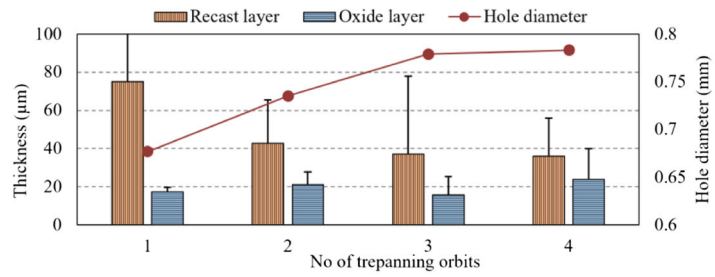 Recast layer Oxide layer Hole diameter
100 0.8
80 0.75
60 0.7
40 0.65
20 0.6
0
Thickness (µm)
Hole diameter (mm)
1 2 3 4
No of trepanning orbits